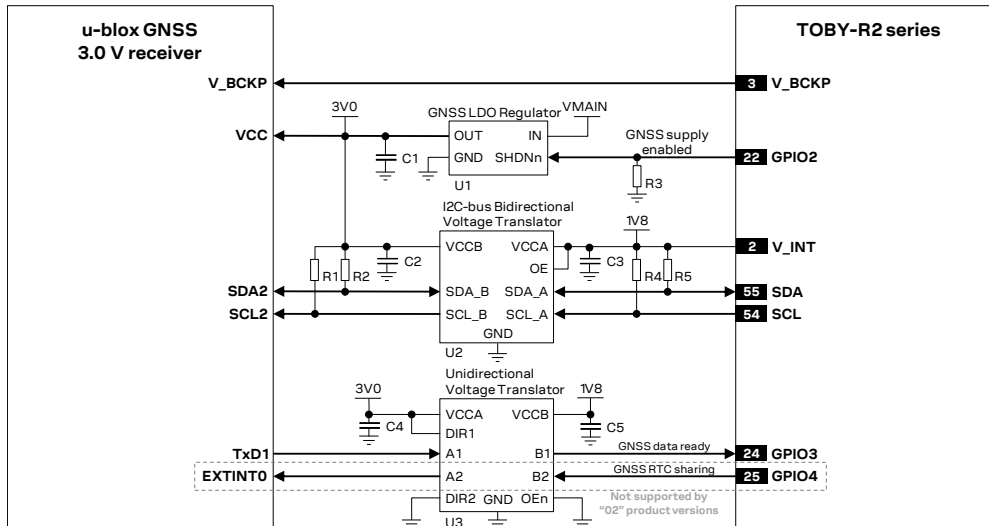 u-blox GNSS
3.0 V receiver
TOBY-R2 series
V_BCKP
3 V_BCKP
3V0
GNSS LDO Regulator
VMAIN
VCC
OUT
IN
GNSS supply
enabled
C1
GND
SHDNn
22 GPIO2
U1
R3
I2C-bus Bidirectional
Voltage Translator
1V8
VCCB
VCCA
2 V_INT
C2
OE
C3
R1
R2
R4
R5
SDA2
SDA_B
SDA_A
55 SDA
SCL2
SCL_B
SCL_A
54 SCL
GND
U2
Unidirectional
Voltage Translator
3V0
1V8
VCCA
VCCB
C4
C5
DIR1
TxD1
A1
B1
GNSS data ready
24 GPIO3
EXTINT0
A2
B2
GNSS RTC sharing
25 GPIO4
DIR2
GND
OEn
Not supported by
"02" product versions
U3